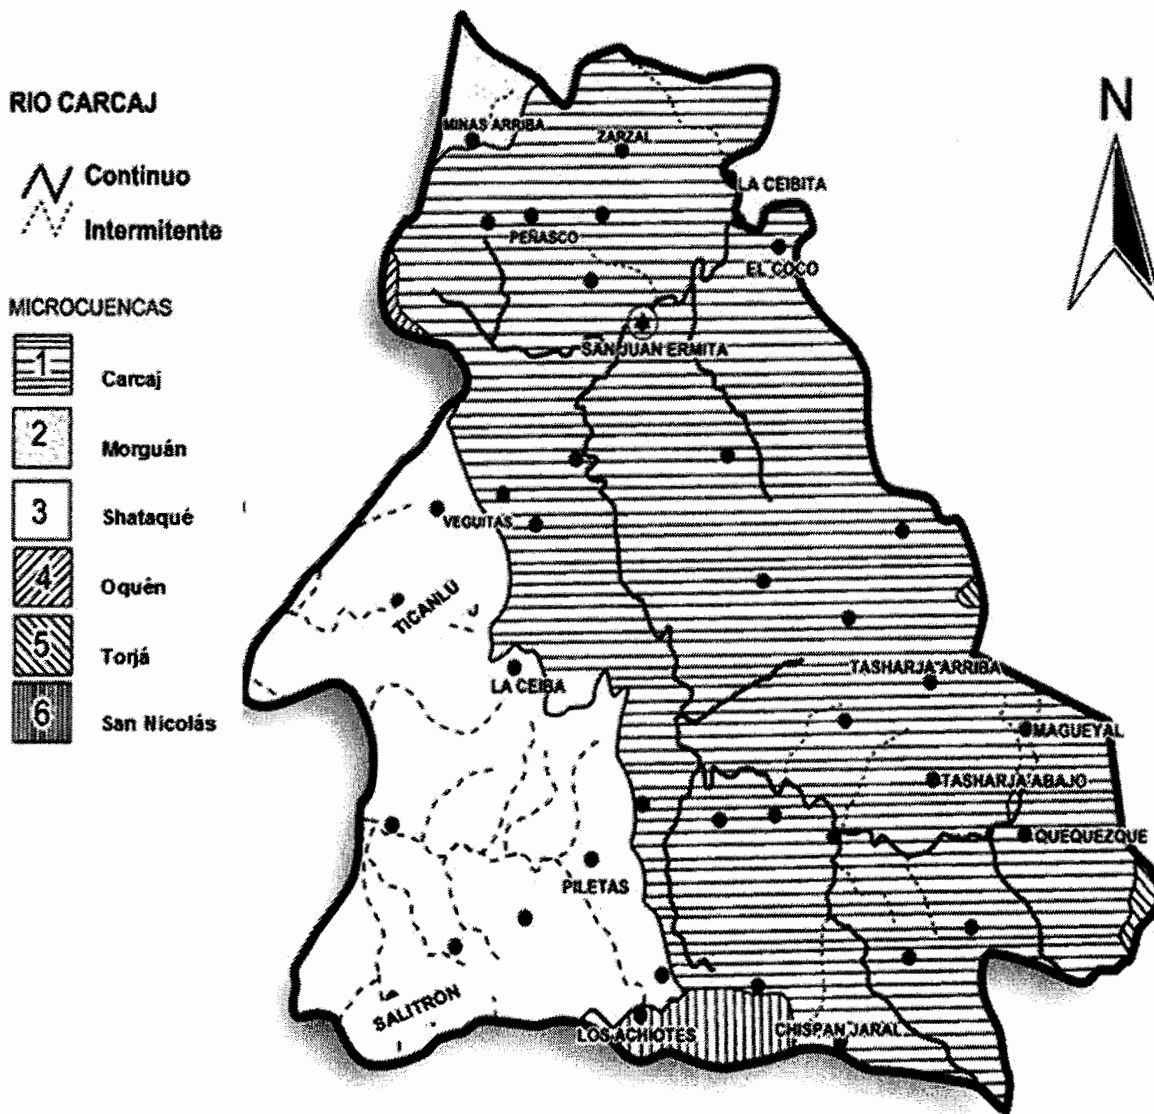 N
RIO CARCAJ
Continuo
Intermitente
MICROCUENCAS
1 Carcaj
2 Morguán
3 Shataqué
4 Oquén
5 Torjá
6 San Nicolás
MINAS ARRIBA
ZARZAL
LA CEIBITA
PEÑASCO
EL COCO
SAN JUAN ERMITA
VEGUITAS
TICANLÚ
LA CEIBA
TASHARJA ARRIBA
MAGUEYAL
TASHARJA ABAJO
QUEQUEZQUE
PILETAS
SALITRÓN
LOS ACHIOTES
CHISPAN JARAL